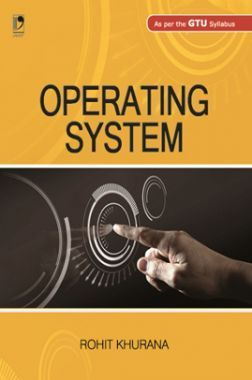 As per the GTU Syllabus
OPERATING
SYSTEM
ROHIT KHURANA